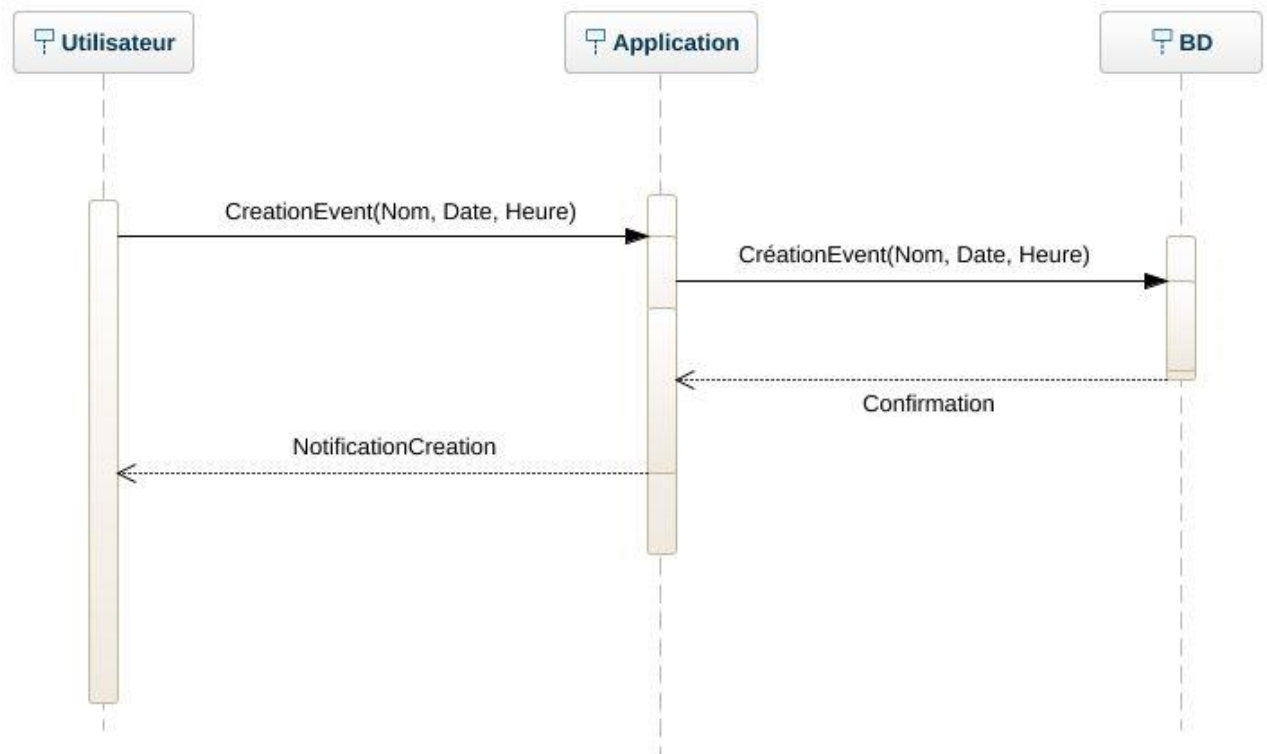 Utilisateur
Application
BD
CreationEvent(Nom, Date, Heure)
CréationEvent(Nom, Date, Heure)
Confirmation
NotificationCreation